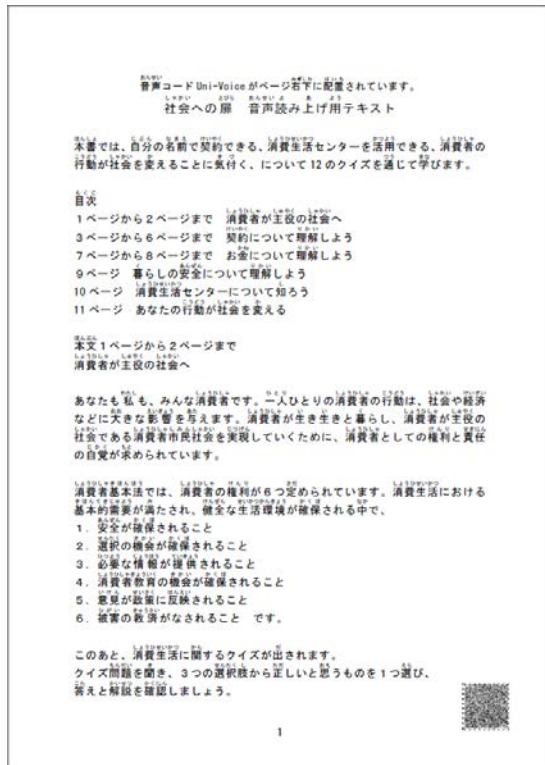 音声コード Uni-Voice がページ右下に配置されています。
社会への扉 音声読み上げ用テキスト
本書では、自分の名前で契約できる、消費生活センターを活用できる、消費者の
行動が社会を変えることに気付く、について 12 のクイズを通じて学びます。
目次
1 ページから 2 ページまで 消費者が主役の社会へ
3 ページから 6 ページまで 契約について理解しよう
7 ページから 8 ページまで お金について理解しよう
9 ページ 暮らしの安全について理解しよう
10 ページ 消費生活センターについて知ろう
11 ページ あなたの行動が社会を変える
本文 1 ページから 2 ページまで
消費者が主役の社会へ
あなたも私も、みんな消費者です。一人ひとりの消費者の行動は、社会や経済
などに大きな影響を与えます。消費者が生き生きと暮らし、消費者が主役の
社会である消費者市民社会を実現していくために、消費者としての権利と責任
の自覚が求められています。
消費者基本法では、消費者の権利が 6 つ定められています。消費生活における
基本的需要が満たされ、健全な生活環境が確保される中で、
1. 安全が確保されること
2. 選択の機会が確保されること
3. 必要な情報が提供されること
4. 消費者教育の機会が確保されること
5. 意見が政策に反映されること
6. 被害の救済がなされること です。
このあと、消費生活に関するクイズが出されます。
クイズ問題を聞き、3 つの選択肢から正しいと思うものを 1 つ選び、
答えと解説を確認しましょう。
1